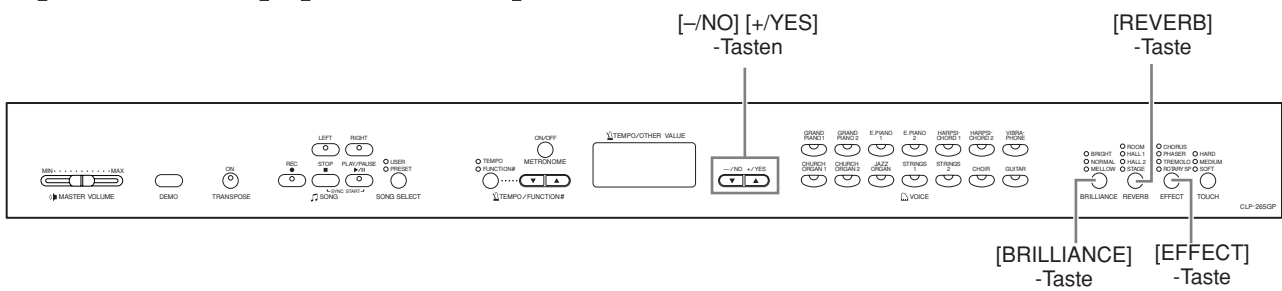 [–/NO] [+/YES]
-Tasten
[REVERB]
-Taste
MIN MAX
MASTER VOLUME
DEMO
ON
TRANSPOSE
LEFT RIGHT
REC STOP PLAY/PAUSE
SYNC START
SONG
USER
PRESET
SONG SELECT
TEMPO
FUNCTION#
ON/OFF
METRONOME
TEMPO/FUNCTION#
TEMPO/OTHER VALUE
–/NO +/YES
GRAND PIANO 1
GRAND PIANO 2
E.PIANO 1
E.PIANO 2
HARPSI-CHORD 1
HARPSI-CHORD 2
VIBRA-PHONE
CHURCH ORGAN 1
CHURCH ORGAN 2
JAZZ ORGAN
STRINGS 1
STRINGS 2
CHOIR
GUITAR
VOICE
BRIGHT
NORMAL
MELLOW
BRILLIANCE
ROOM
HALL 1
HALL 2
STAGE
REVERB
CHORUS
PHASER
TREMOLO
ROTARY SP
EFFECT
HARD
MEDIUM
SOFT
TOUCH
CLP-265GP
[BRILLIANCE]
-Taste
[EFFECT]
-Taste